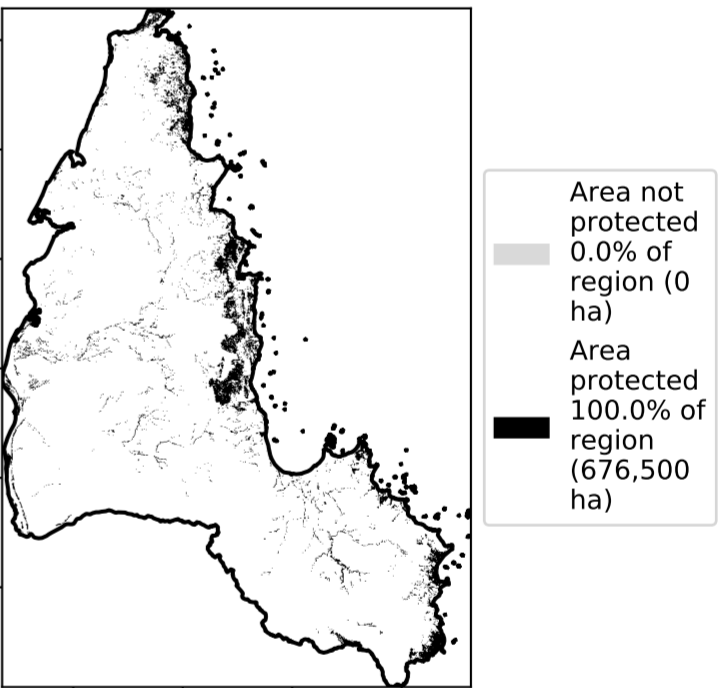 Area not
protected
0.0% of
region (0
ha)
Area
protected
100.0% of
region
(676,500
ha)